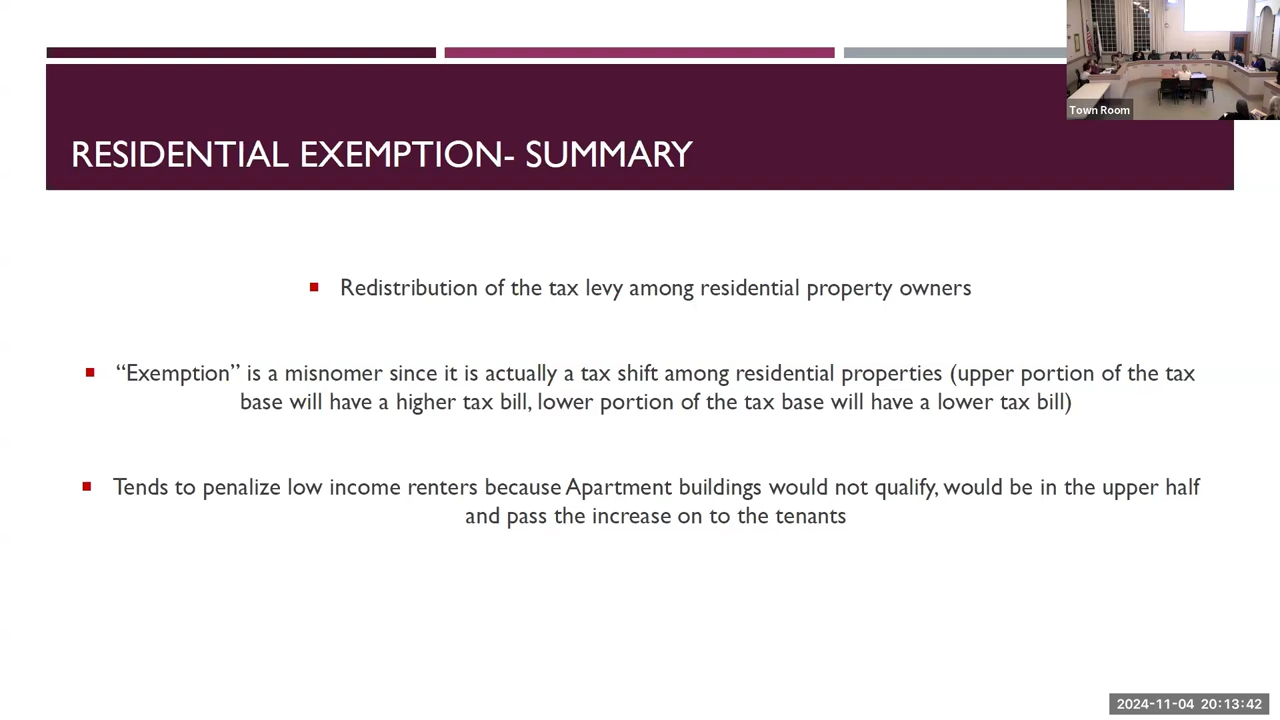 Town Room
RESIDENTIAL EXEMPTION- SUMMARY
Redistribution of the tax levy among residential property owners
“Exemption” is a misnomer since it is actually a tax shift among residential properties (upper portion of the tax
base will have a higher tax bill, lower portion of the tax base will have a lower tax bill)
Tends to penalize low income renters because Apartment buildings would not qualify, would be in the upper half
and pass the increase on to the tenants
2024-11-04 20:13:42